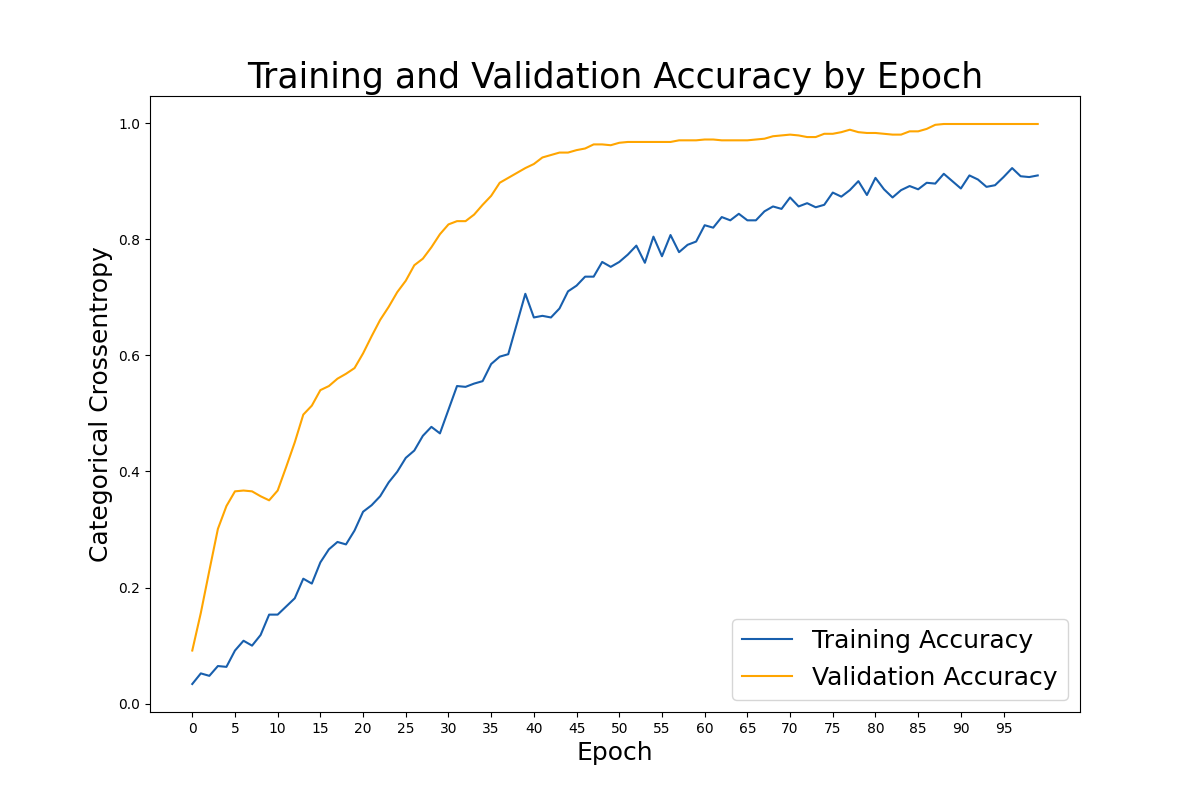 Training and Validation Accuracy by Epoch
Categorical Crossentropy
1.0
0.8
0.6
0.4
0.2
0.0
0 5 10 15 20 25 30 35 40 45 50 55 60 65 70 75 80 85 90 95
Epoch
Training Accuracy
Validation Accuracy